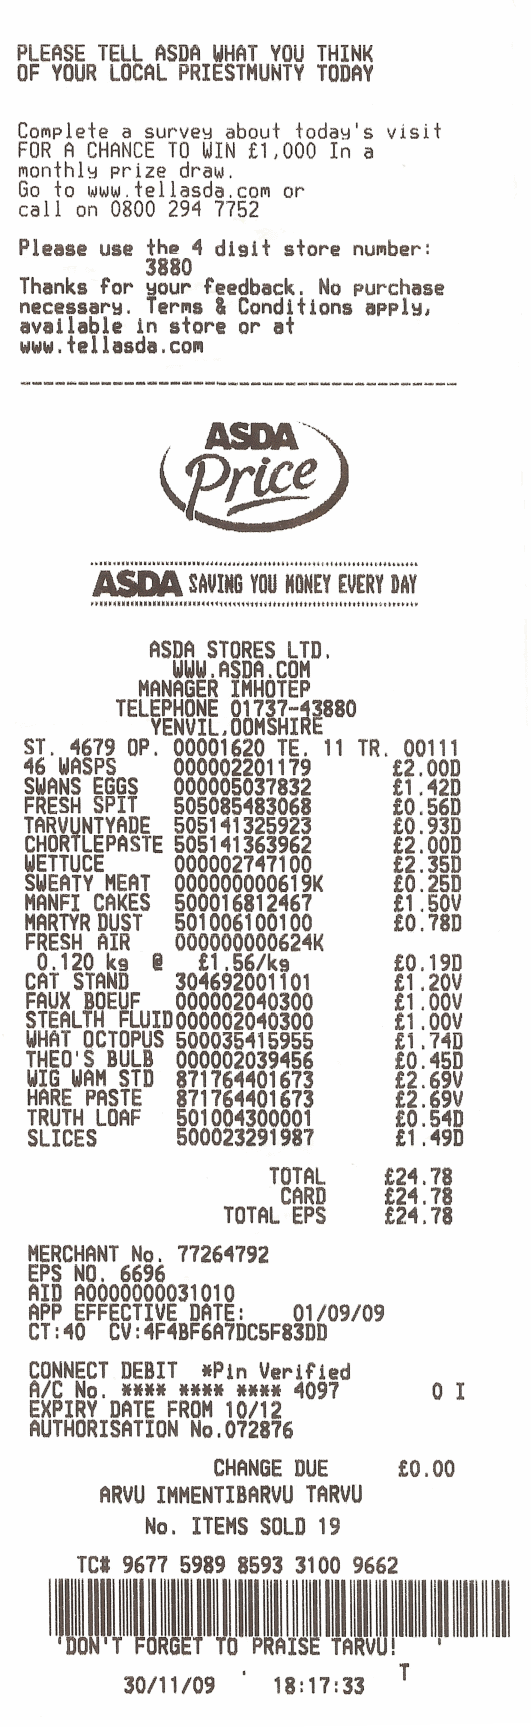 PLEASE TELL ASDA WHAT YOU THINK
OF YOUR LOCAL PRIESTMUNTY TODAY
Complete a survey about today's visit
FOR A CHANCE TO WIN £1,000 In a
monthly prize draw.
Go to www.tellasda.com or
call on 0800 294 7752
Please use the 4 digit store number:
3880
Thanks for your feedback. No purchase
necessary. Terms & Conditions apply,
available in store or at
www.tellasda.com
ASDA
Price
ASDA SAVING YOU MONEY EVERY DAY
ASDA STORES LTD.
WWW.ASDA.COM
MANAGER IMHOTEP
TELEPHONE 01737-43880
YENVIL,OOMSHIRE
ST. 4679 OP. 00001620 TE. 11 TR. 00111
46 WASPS 000002201179 £2.00D
SWANS EGGS 000005037832 £1.42D
FRESH SPIT 505085483068 £0.56D
TARVUNTYADE 505141325923 £0.93D
CHORTLEPASTE 505141363962 £2.00D
WETTUCE 000002747100 £2.35D
SWEATY MEAT 000000000619K £0.25D
MANFI CAKES 500016812467 £1.50V
MARTYR DUST 501006100100 £0.78D
FRESH AIR 000000000624K
0.120 kg @ £1.56/kg £0.19D
CAT STAND 304692001101 £1.20V
FAUX BOEUF 000002040300 £1.00V
STEALTH FLUID000002040300 £1.00V
WHAT OCTOPUS 500035415955 £1.74D
THEO'S BULB 000002039456 £0.45D
WIG WAM STD 871764401673 £2.69V
HARE PASTE 871764401673 £2.69V
TRUTH LOAF 501004300001 £0.54D
SLICES 500023291987 £1.49D
TOTAL £24.78
CARD £24.78
TOTAL EPS £24.78
MERCHANT No. 77264792
EPS NO. 6696
AID A0000000031010
APP EFFECTIVE DATE: 01/09/09
CT:40 CV:4F4BF6A7DC5F83DD
CONNECT DEBIT *Pin Verified
A/C No. **** **** **** 4097 0 I
EXPIRY DATE FROM 10/12
AUTHORISATION No.072876
CHANGE DUE £0.00
ARVU IMMENTIBARVU TARVU
No. ITEMS SOLD 19
TC# 9677 5989 8593 3100 9662
'DON'T FORGET TO PRAISE TARVU! '
30/11/09 ' 18:17:33 T